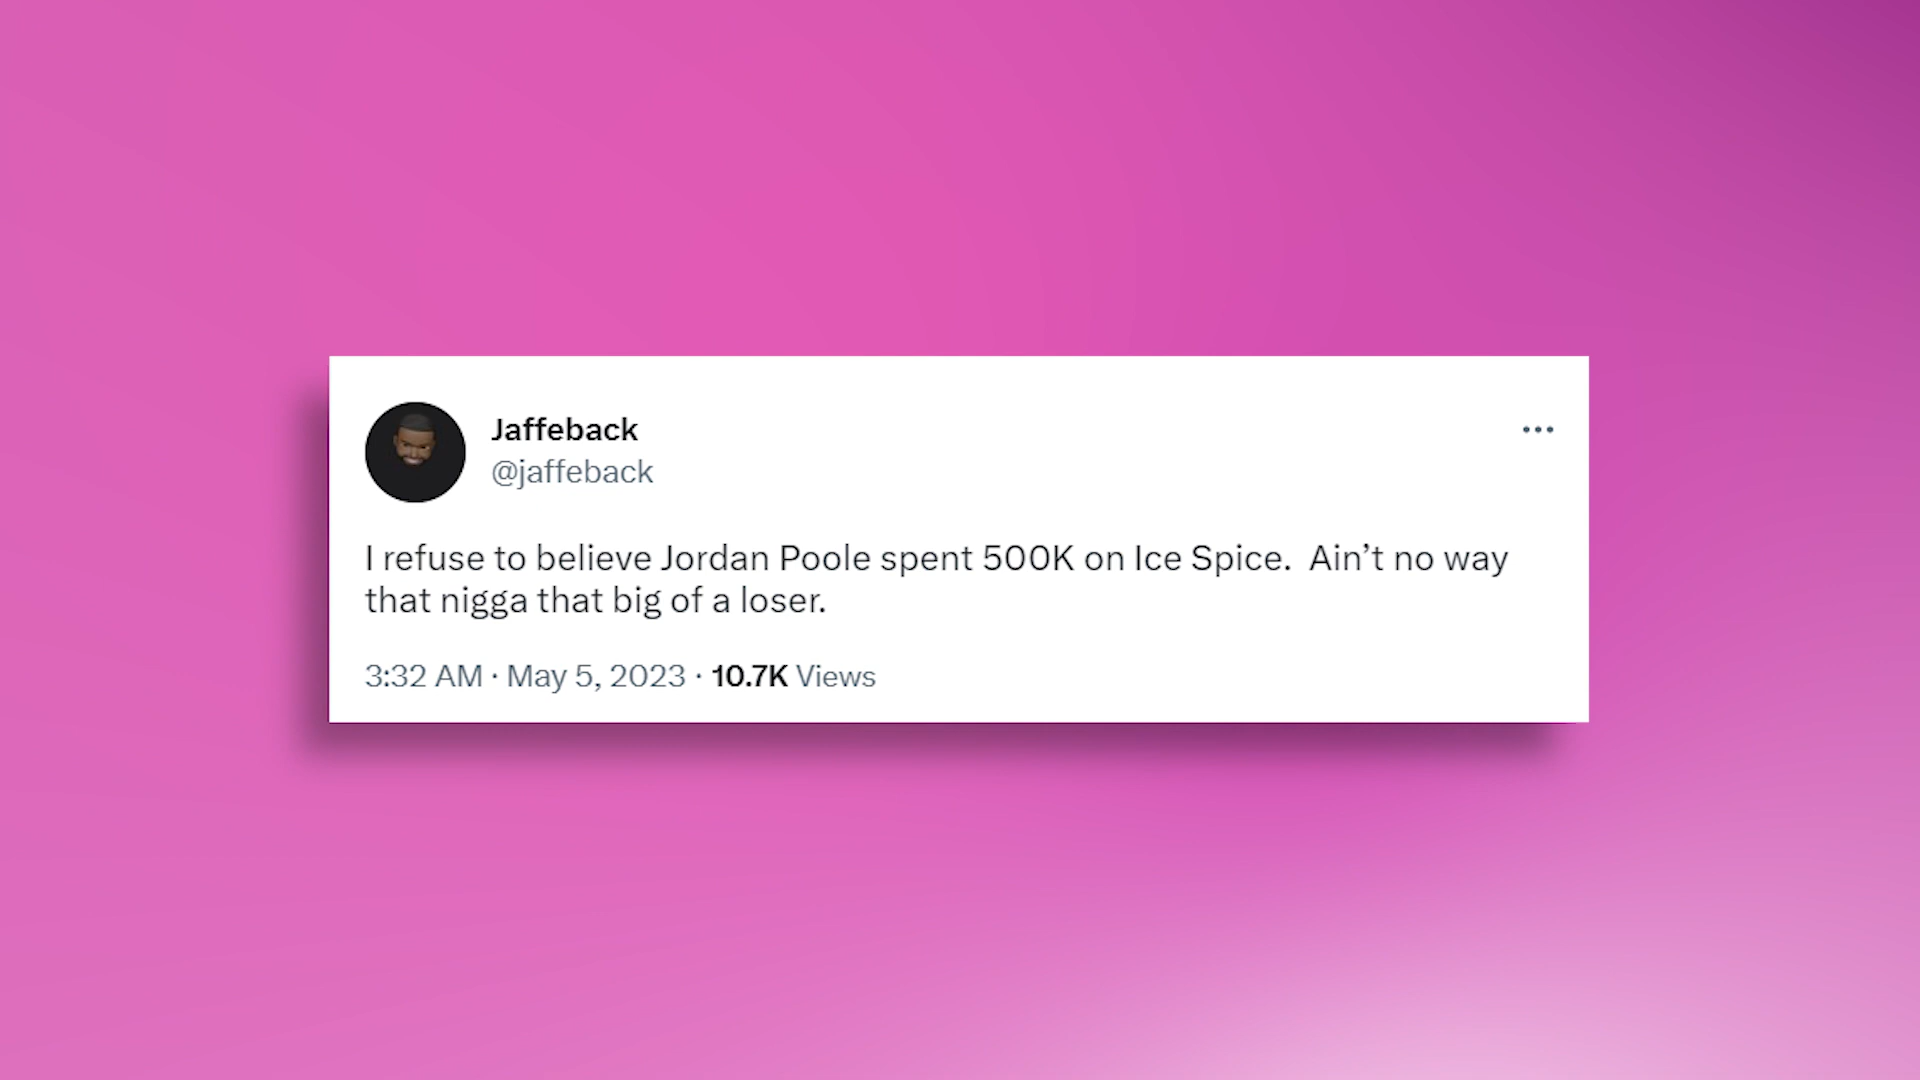 Jaffeback
@jaffeback
I refuse to believe Jordan Poole spent 500K on Ice Spice.  Ain’t no way
that nigga that big of a loser.
3:32 AM · May 5, 2023 · 10.7K Views